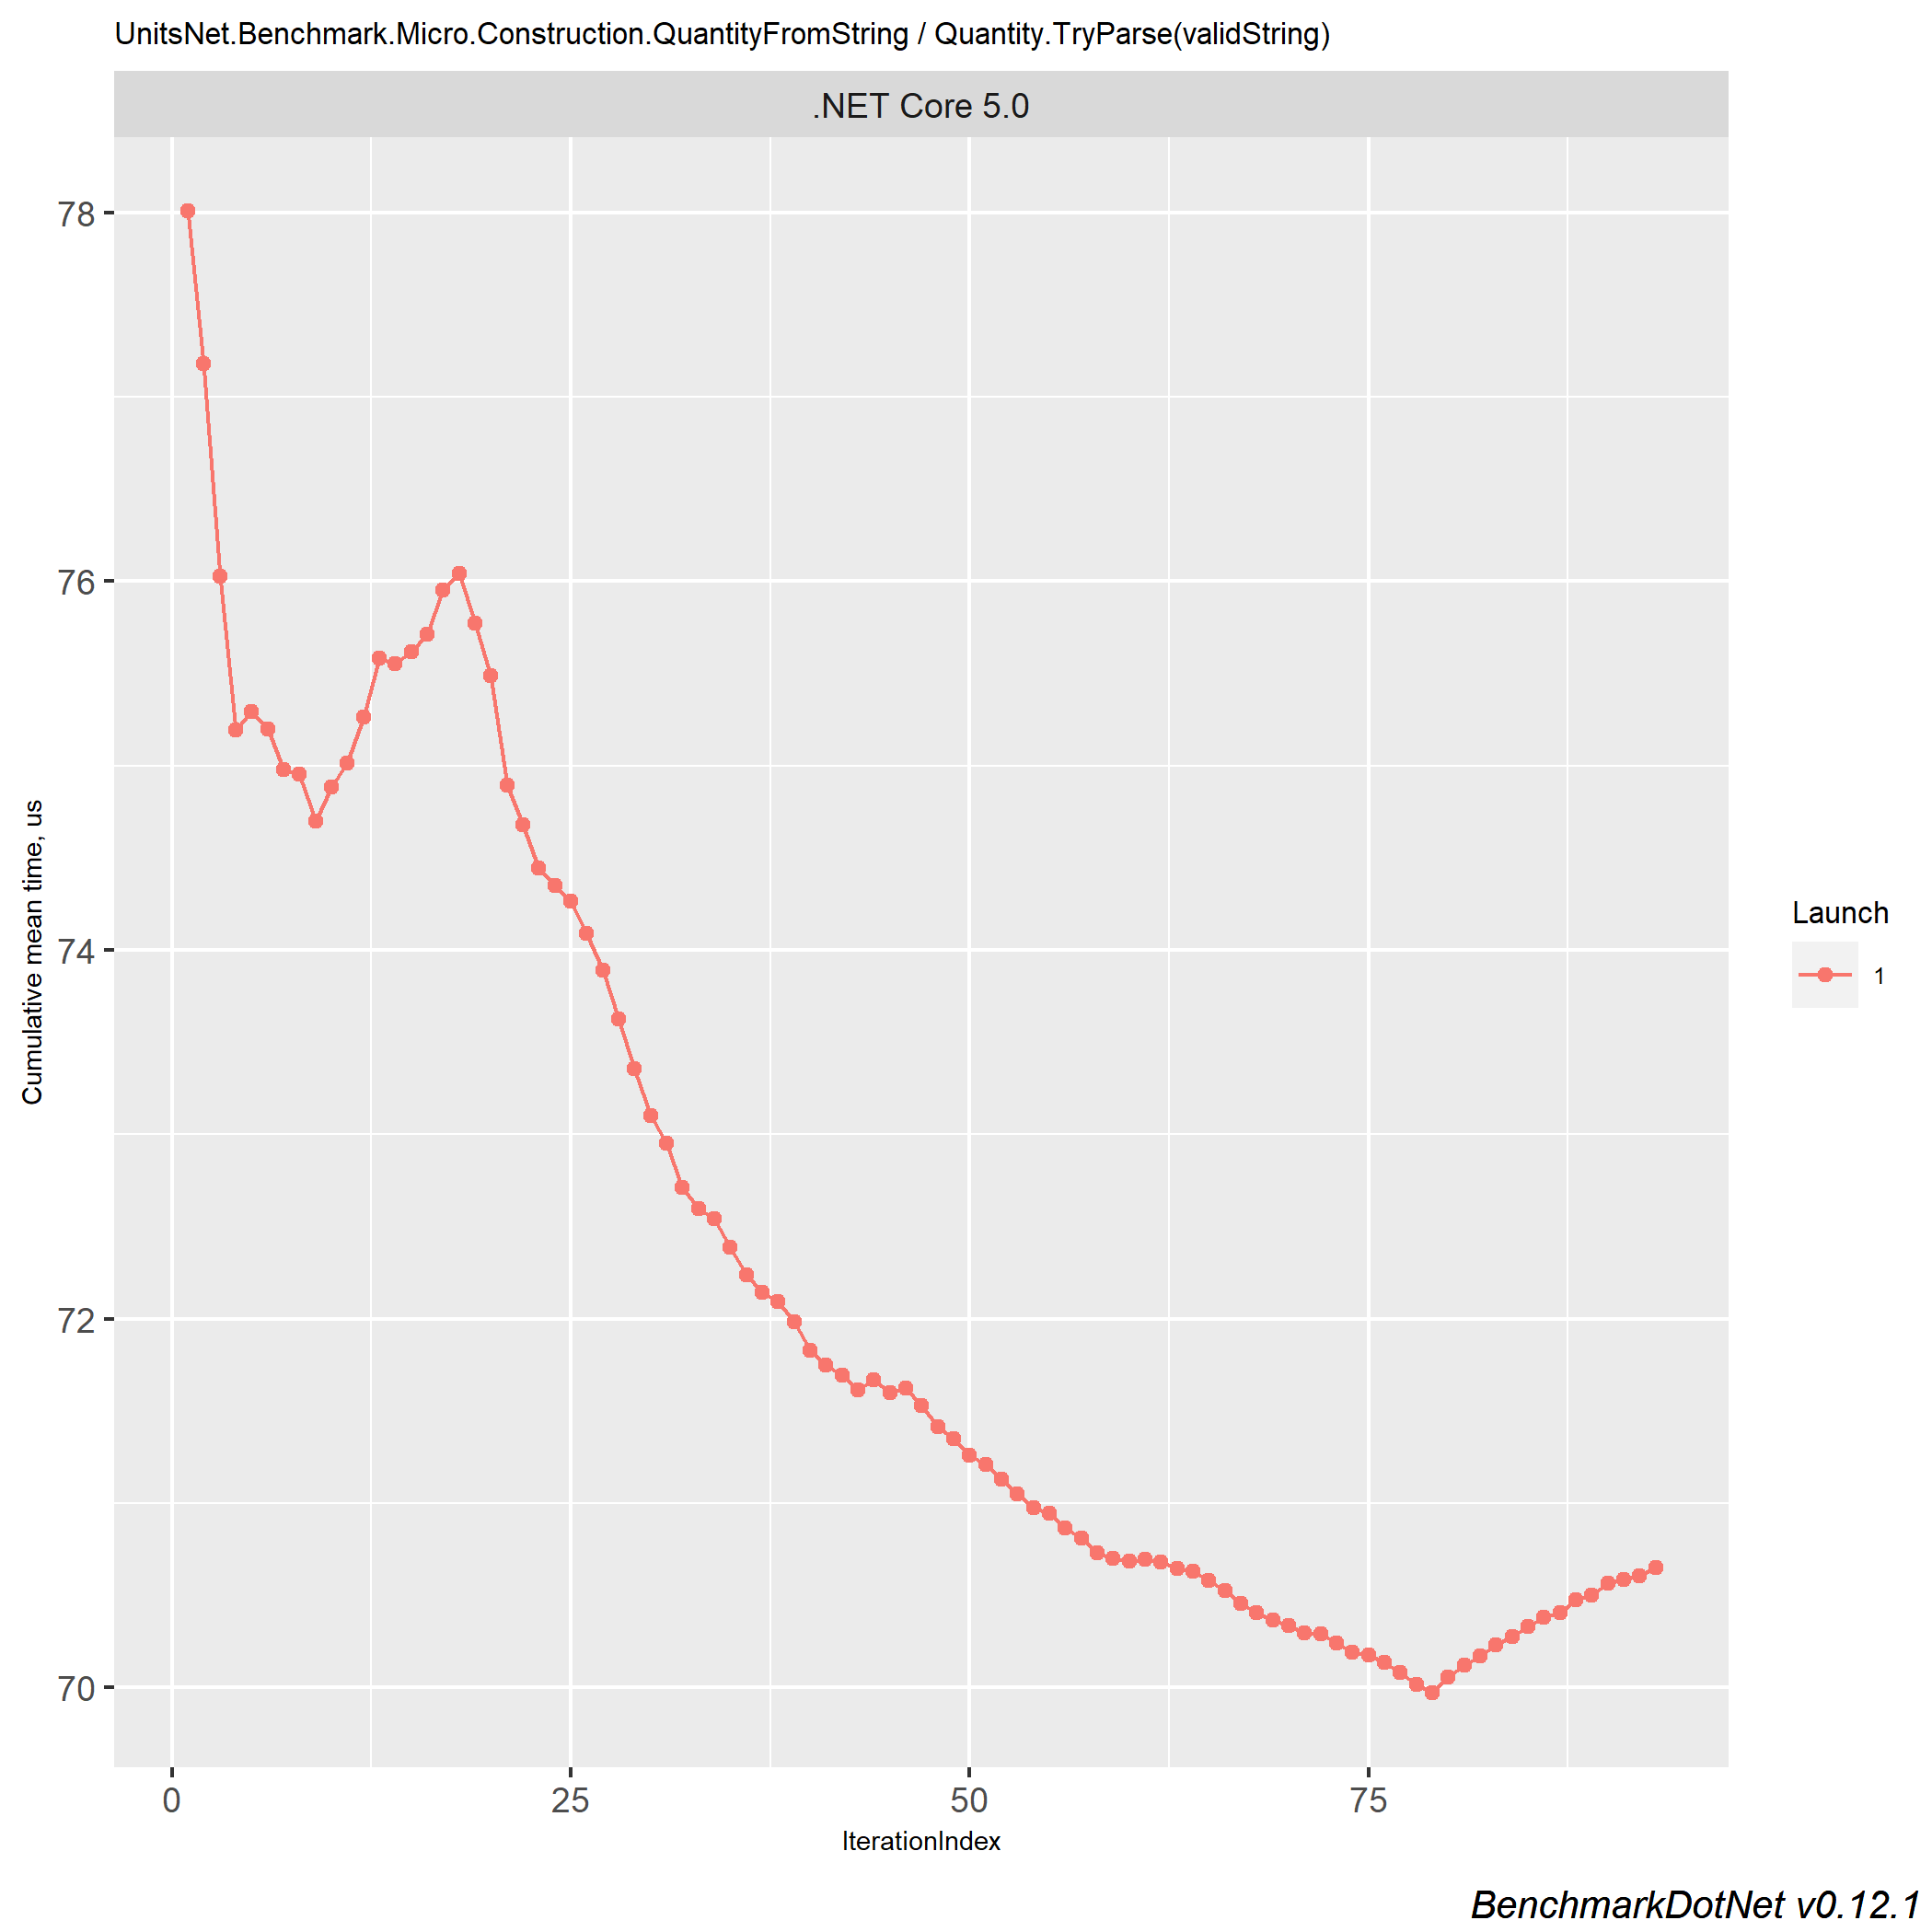 UnitsNet.Benchmark.Micro.Construction.QuantityFromString / Quantity.TryParse(validString)
.NET Core 5.0
78
76
74
72
70
Cumulative mean time, us
0 25 50 75
IterationIndex
Launch
1
BenchmarkDotNet v0.12.1